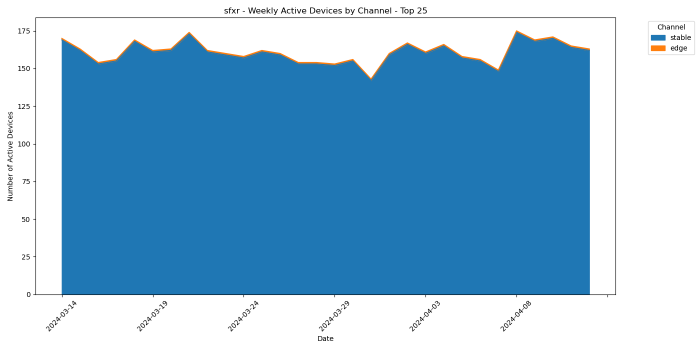 sfxr - Weekly Active Devices by Channel - Top 25
Channel
stable
edge
Number of Active Devices
175
150
125
100
75
50
25
0
2024-03-14
2024-03-19
2024-03-24
2024-03-29
2024-04-03
2024-04-08
Date